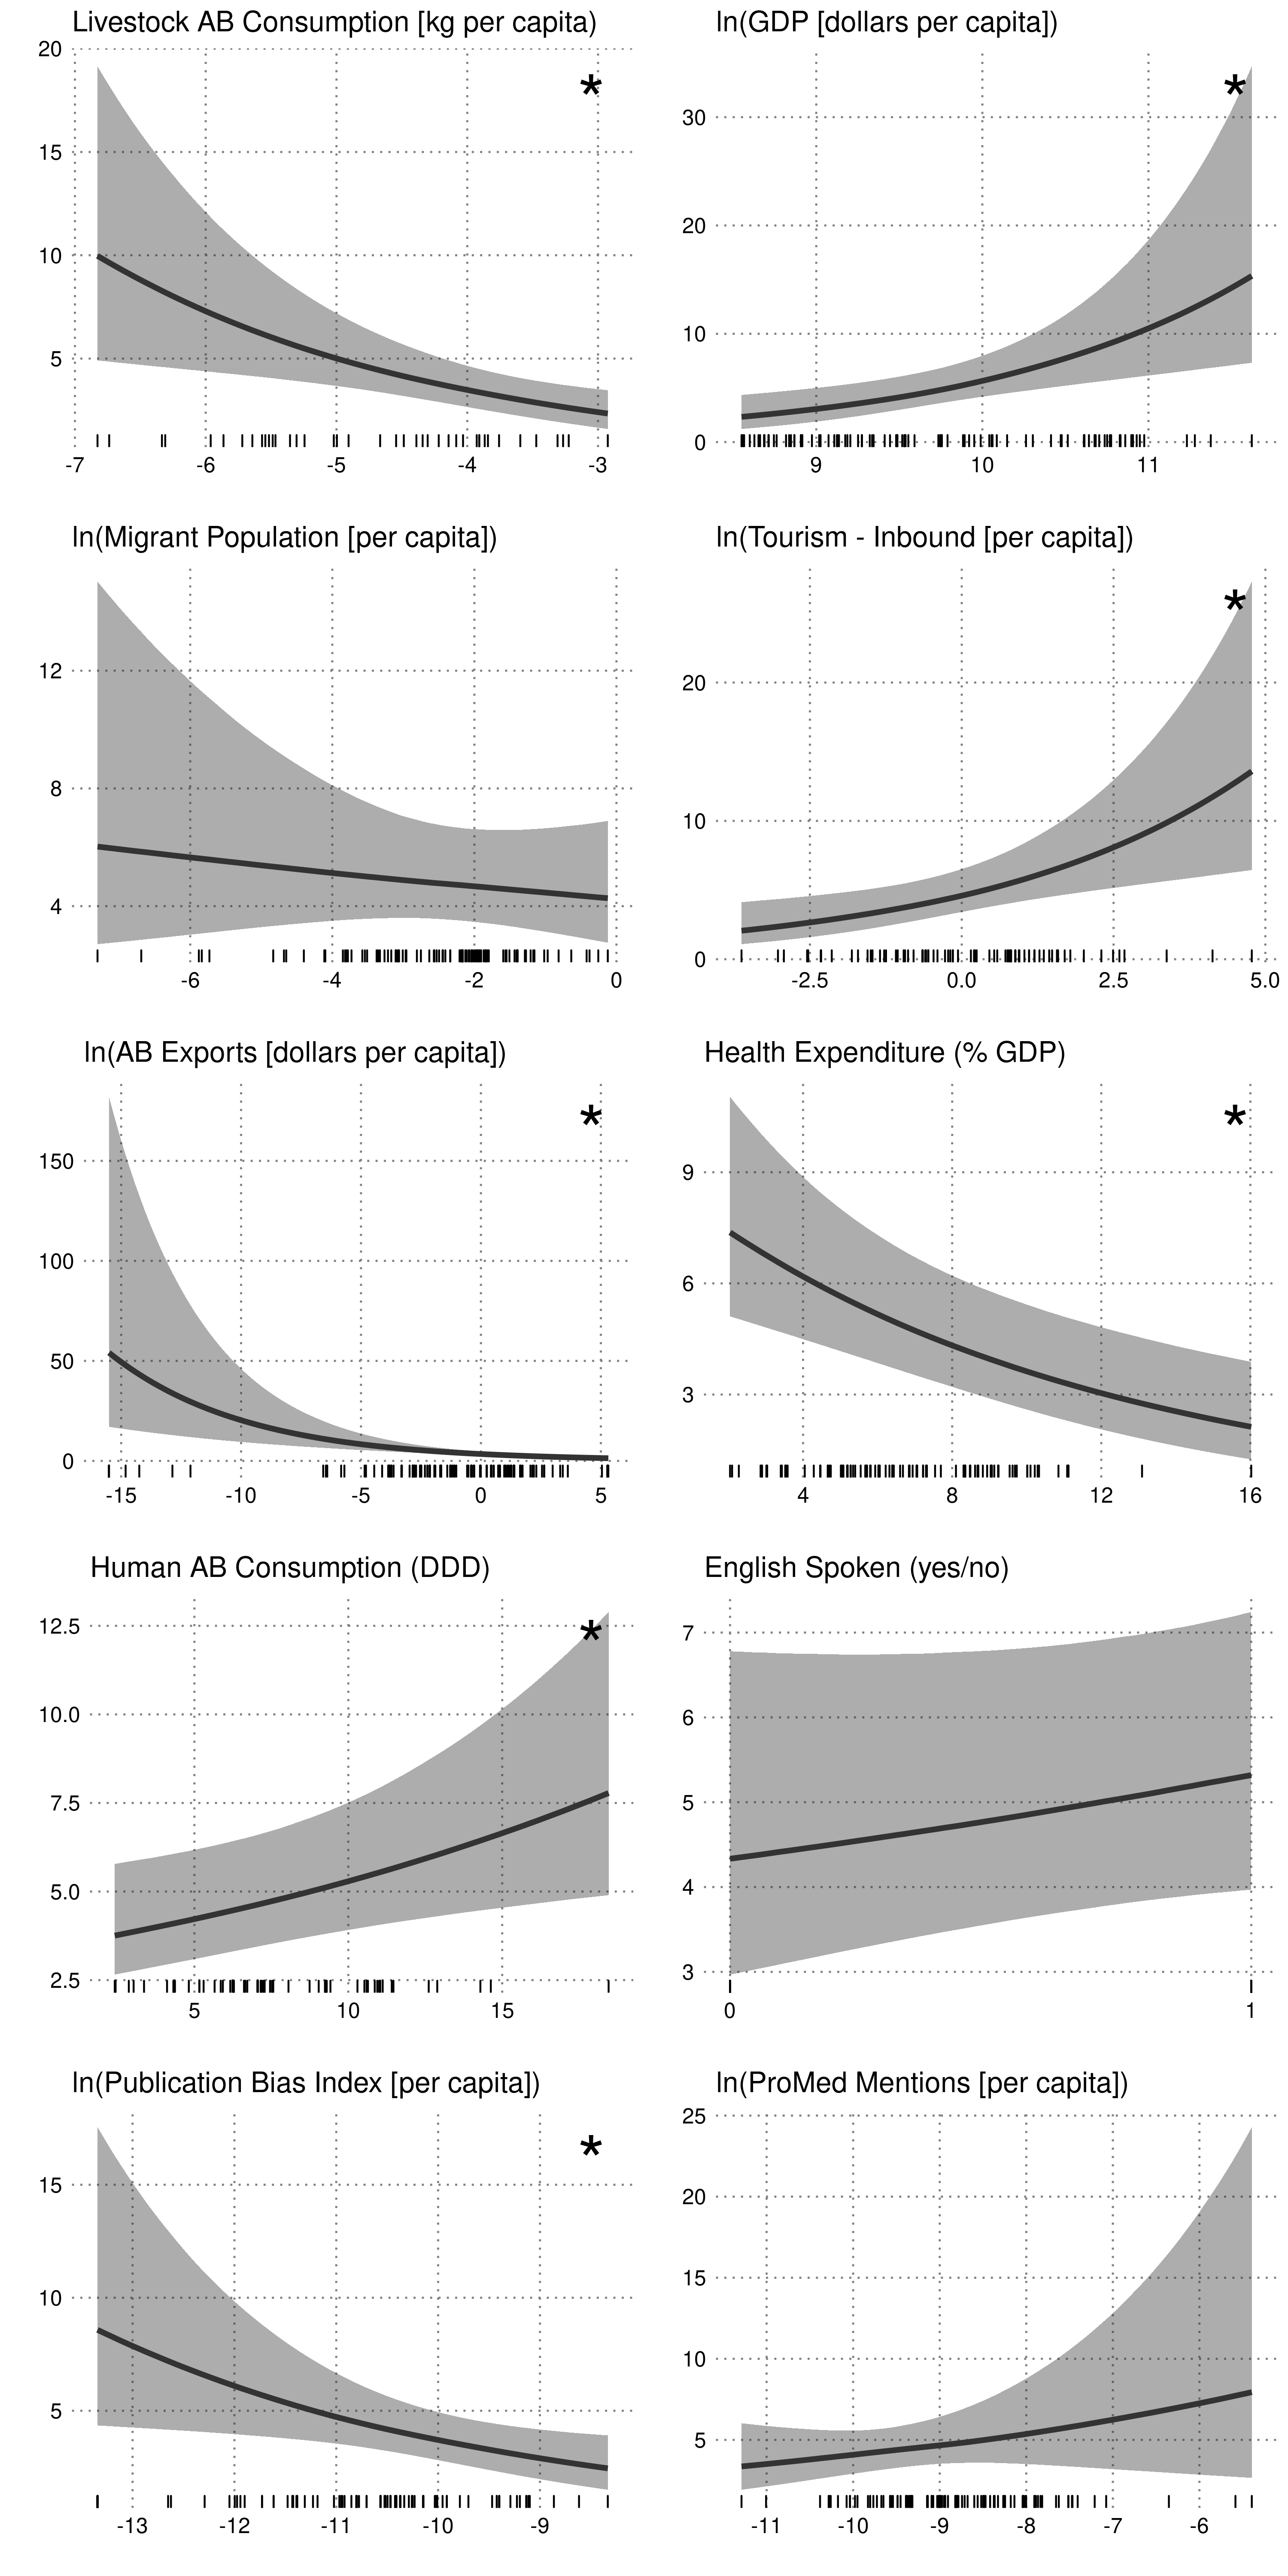 Livestock AB Consumption [kg per capita)
20
15
10
5
-7 -6 -5 -4 -3
*
ln(GDP [dollars per capita])
30
20
10
0
9 10 11
*
ln(Migrant Population [per capita])
12
8
4
-6 -4 -2 0
ln(Tourism - Inbound [per capita])
20
10
0
-2.5 0.0 2.5 5.0
*
ln(AB Exports [dollars per capita])
150
100
50
0
-15 -10 -5 0 5
*
Health Expenditure (% GDP)
9
6
3
4 8 12 16
*
Human AB Consumption (DDD)
12.5
10.0
7.5
5.0
2.5
5 10 15
*
English Spoken (yes/no)
7
6
5
4
3
0 1
ln(Publication Bias Index [per capita])
15
10
5
-13 -12 -11 -10 -9
*
ln(ProMed Mentions [per capita])
25
20
15
10
5
-11 -10 -9 -8 -7 -6